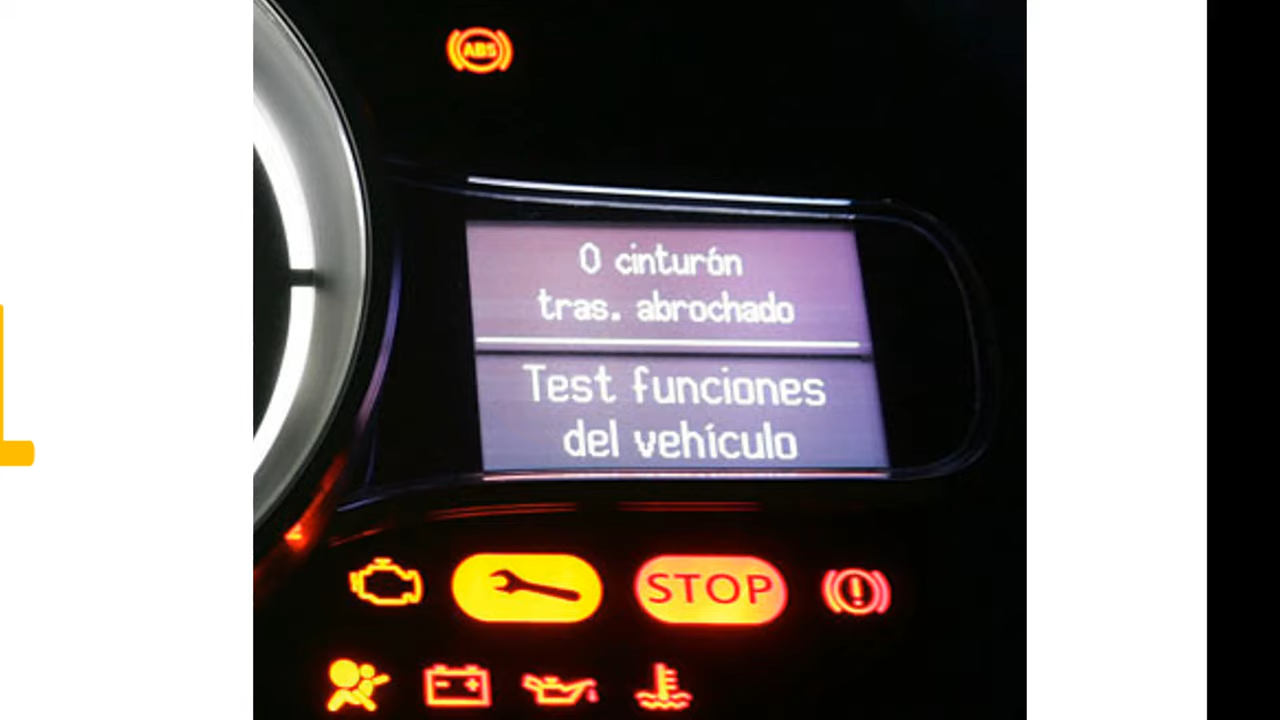 ABS
0 cinturón
tras. abrochado
Test funciones
del vehículo
STOP